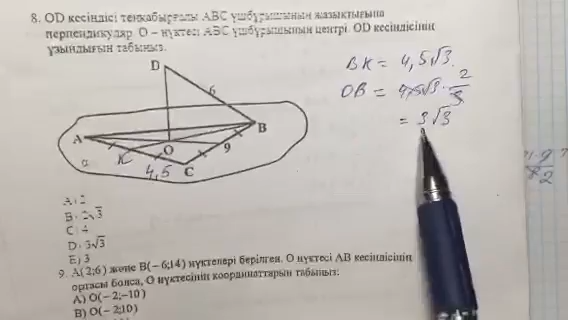 8. OD кесіндісі теңқабырғалы ABC үшбұрышының жазықтығына
перпендикуляр. O – нүктесі ABC үшбұрышының центрі. OD кесіндісінің
ұзындығын табыңыз.
BK = 4,5√3.
OB = 4,5√3 · 2/3
= 3√3
D
6
A
B
K
O
9
C
4,5
a
A) 2
B) 2√3
C) 4
D) 3√3
E) 3
9. A(2;6) және B(−6;14) нүктелері берілген. O нүктесі AB кесіндісінің
ортасы болса, O нүктесінің координаттарын табыңыз:
A) O(−2;−10)
B) O(−2;10)